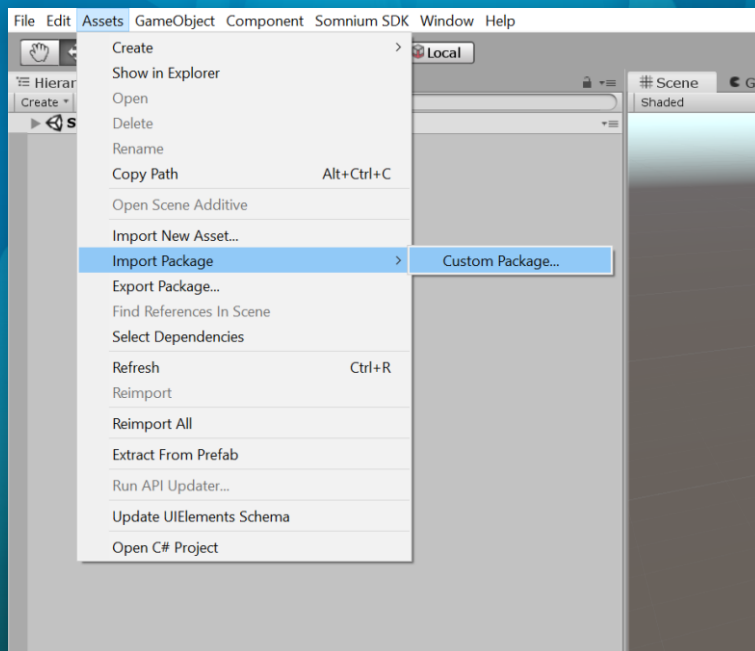 File Edit Assets GameObject Component Somnium SDK Window Help
Local
Create
Show in Explorer
Open
Delete
Rename
Copy Path Alt+Ctrl+C
Open Scene Additive
Import New Asset...
Import Package
Custom Package...
Export Package...
Find References In Scene
Select Dependencies
Refresh Ctrl+R
Reimport
Reimport All
Extract From Prefab
Run API Updater...
Update UIElements Schema
Open C# Project
Hierar
Create
S
Scene G
Shaded